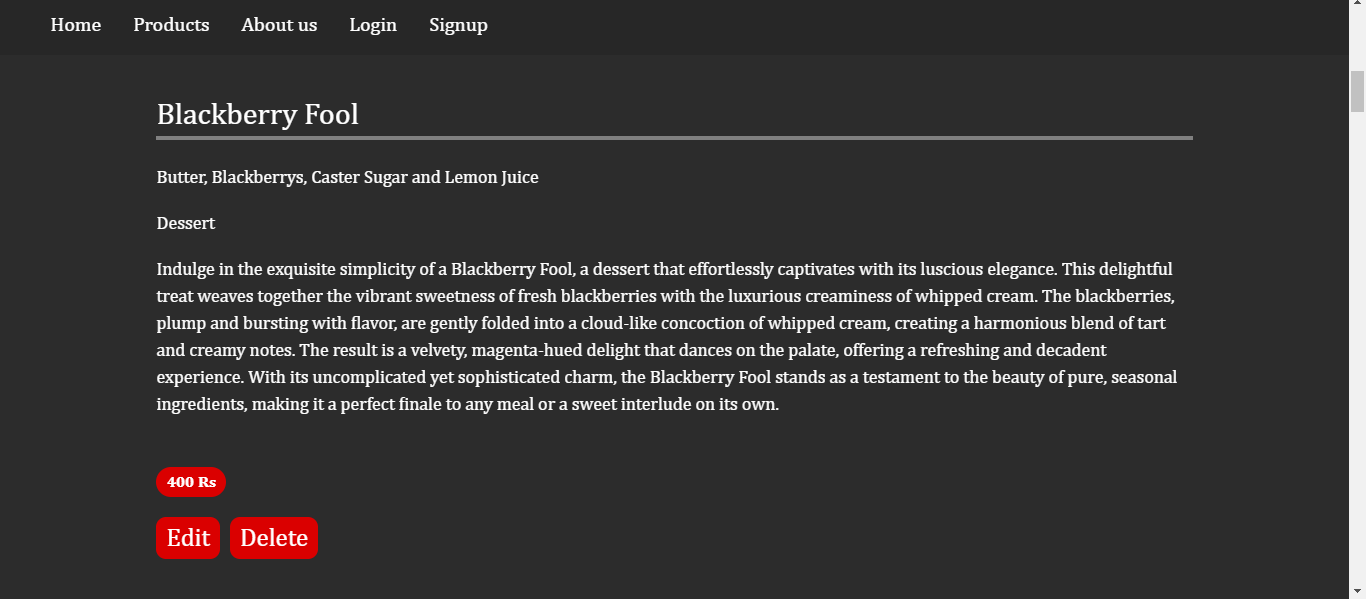 Home Products About us Login Signup
Blackberry Fool
Butter, Blackberrys, Caster Sugar and Lemon Juice
Dessert
Indulge in the exquisite simplicity of a Blackberry Fool, a dessert that effortlessly captivates with its luscious elegance. This delightful
treat weaves together the vibrant sweetness of fresh blackberries with the luxurious creaminess of whipped cream. The blackberries,
plump and bursting with flavor, are gently folded into a cloud-like concoction of whipped cream, creating a harmonious blend of tart
and creamy notes. The result is a velvety, magenta-hued delight that dances on the palate, offering a refreshing and decadent
experience. With its uncomplicated yet sophisticated charm, the Blackberry Fool stands as a testament to the beauty of pure, seasonal
ingredients, making it a perfect finale to any meal or a sweet interlude on its own.
400 Rs
Edit Delete